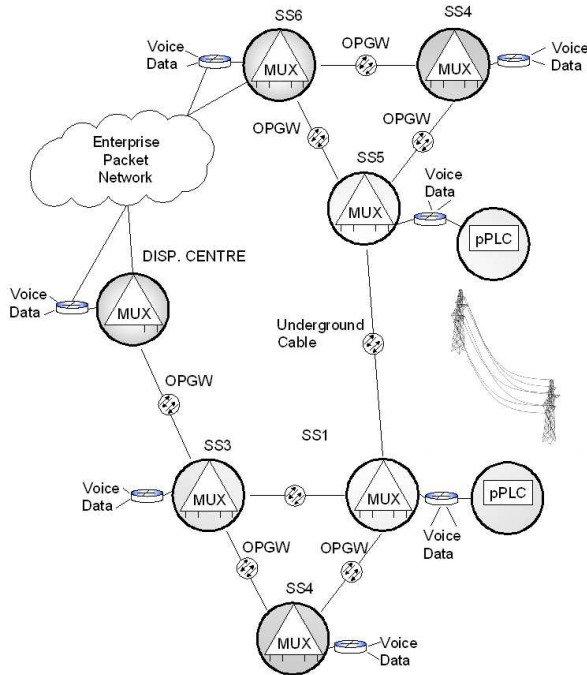 SS6
SS4
Voice
Data
MUX
OPGW
MUX
Voice
Data
Enterprise
Packet
Network
OPGW
OPGW
SS5
MUX
Voice
Data
pPLC
DISP. CENTRE
Voice
Data
MUX
Underground
Cable
OPGW
SS3
SS1
Voice
Data
MUX
MUX
pPLC
Voice
Data
OPGW
OPGW
SS4
MUX
Voice
Data